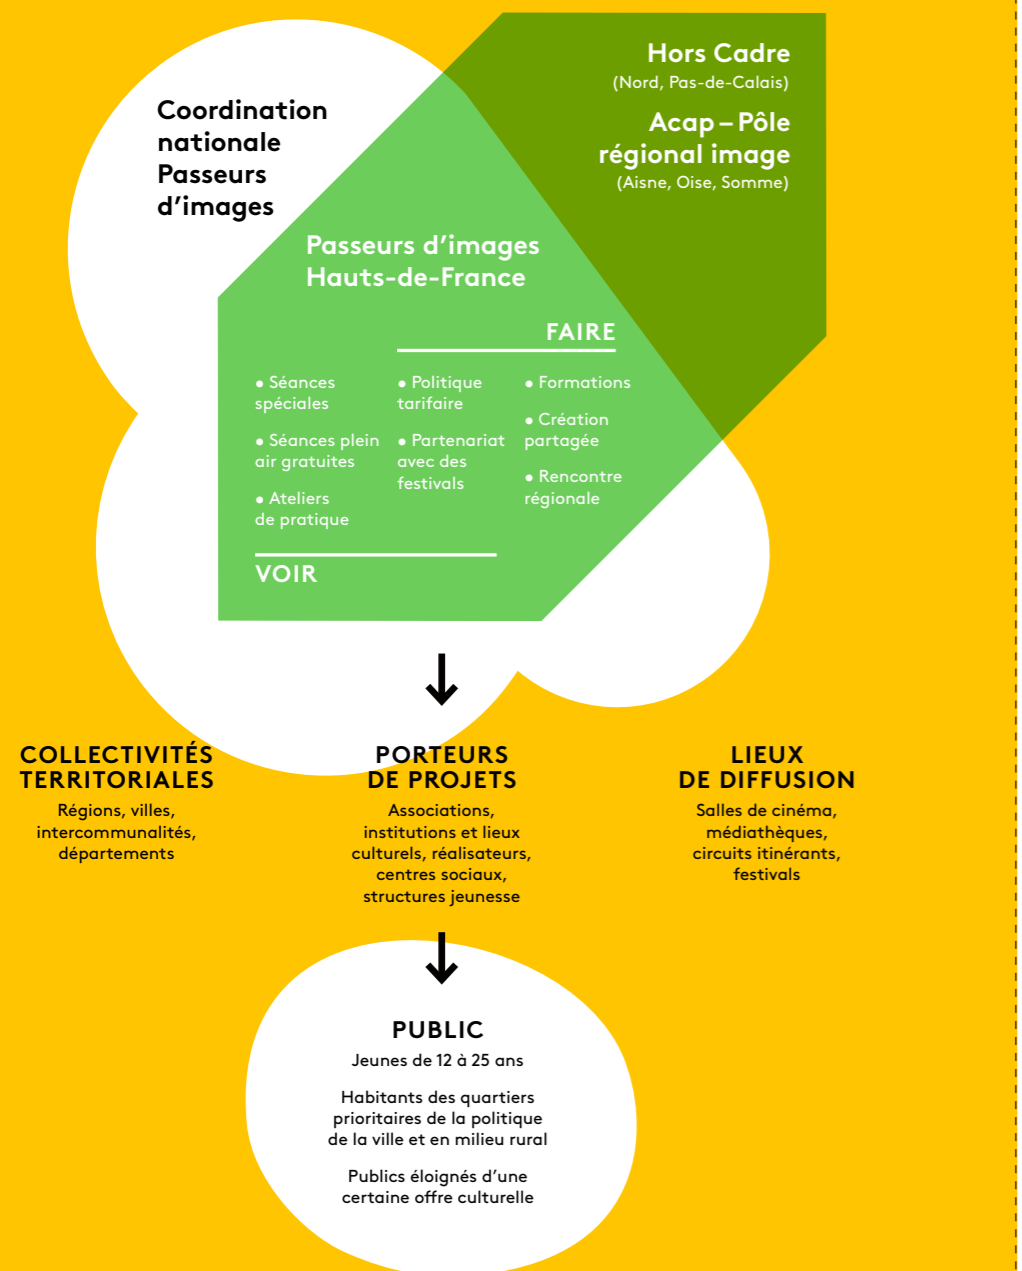 Coordination
nationale
Passeurs
d’images
Hors Cadre
(Nord, Pas-de-Calais)
Acap – Pôle
régional image
(Aisne, Oise, Somme)
Passeurs d’images
Hauts-de-France
FAIRE
• Séances
spéciales
• Séances plein
air gratuites
• Ateliers
de pratique
• Politique
tarifaire
• Partenariat
avec des
festivals
• Formations
• Création
partagée
• Rencontre
régionale
VOIR
COLLECTIVITÉS
TERRITORIALES
Régions, villes,
intercommunalités,
départements
PORTEURS
DE PROJETS
Associations,
institutions et lieux
culturels, réalisateurs,
centres sociaux,
structures jeunesse
LIEUX
DE DIFFUSION
Salles de cinéma,
médiathèques,
circuits itinérants,
festivals
PUBLIC
Jeunes de 12 à 25 ans
Habitants des quartiers
prioritaires de la politique
de la ville et en milieu rural
Publics éloignés d’une
certaine offre culturelle